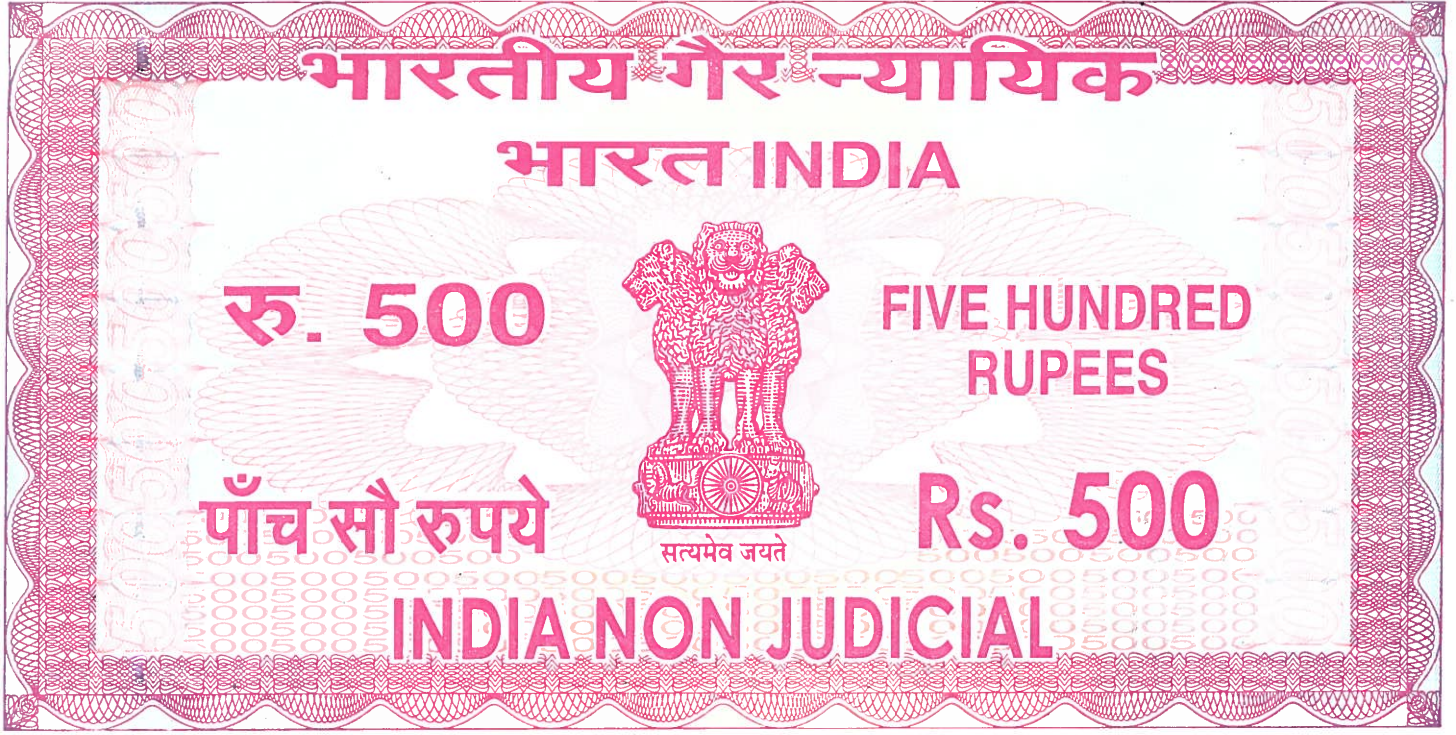 भारतीय गैर न्यायिक
भारत INDIA
रु. 500
FIVE HUNDRED
RUPEES
पाँच सौ रुपये
Rs. 500
सत्यमेव जयते
INDIA NON JUDICIAL